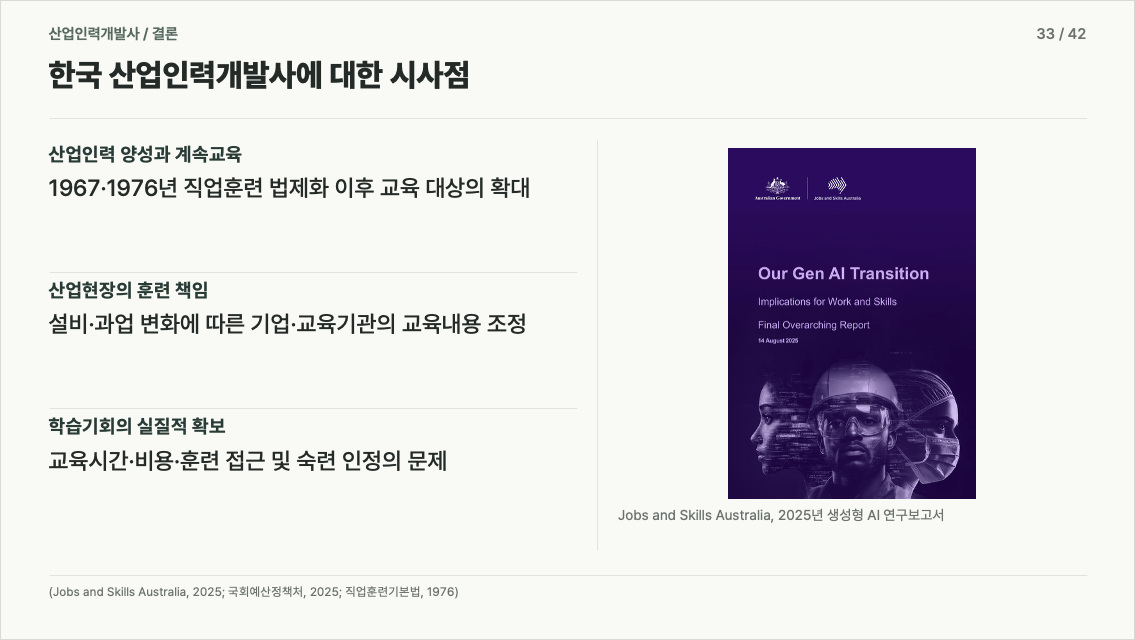 산업인력개발사 / 결론
33 / 42
한국 산업인력개발사에 대한 시사점
산업인력 양성과 계속교육
1967·1976년 직업훈련 법제화 이후 교육 대상의 확대
산업현장의 훈련 책임
설비·과업 변화에 따른 기업·교육기관의 교육내용 조정
학습기회의 실질적 확보
교육시간·비용·훈련 접근 및 숙련 인정의 문제
Australian Government
Jobs and Skills Australia
Our Gen AI Transition
Implications for Work and Skills
Final Overarching Report
14 August 2025
Jobs and Skills Australia, 2025년 생성형 AI 연구보고서
(Jobs and Skills Australia, 2025; 국회예산정책처, 2025; 직업훈련기본법, 1976)